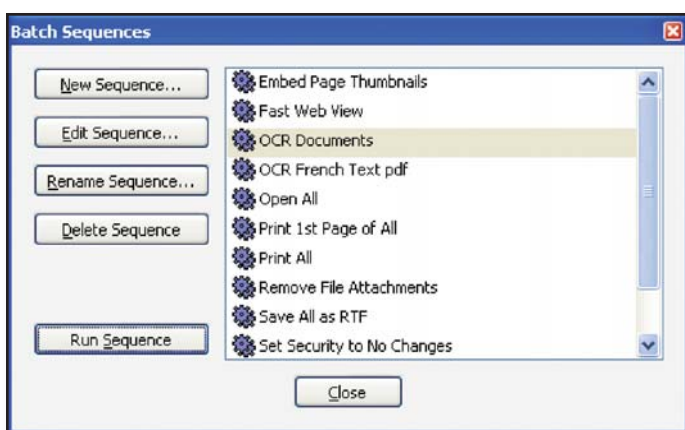 Batch Sequences
New Sequence...
Edit Sequence...
Rename Sequence...
Delete Sequence
Run Sequence
Embed Page Thumbnails
Fast Web View
OCR Documents
OCR French Text pdf
Open All
Print 1st Page of All
Print All
Remove File Attachments
Save All as RTF
Set Security to No Changes
Close